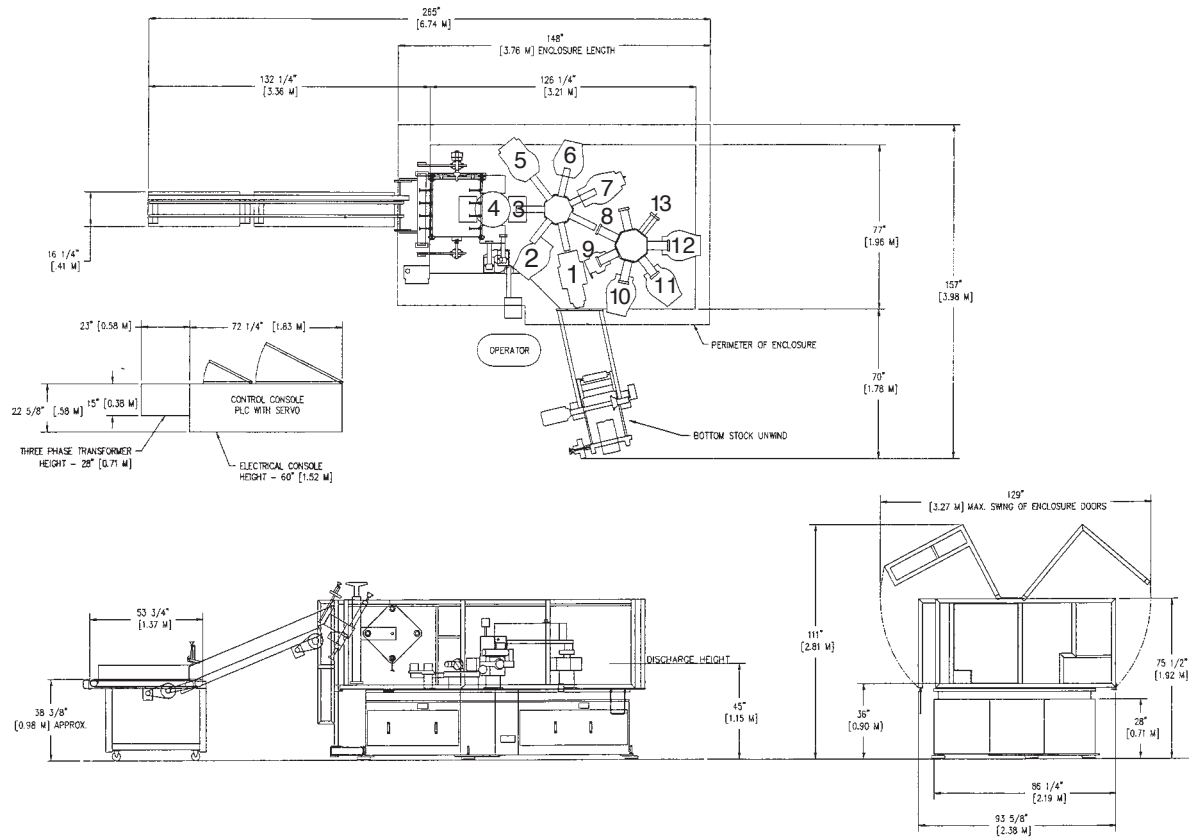 265"
[6.74 M]
148"
[3.76 M] ENCLOSURE LENGTH
132 1/4"
[3.36 M]
126 1/4"
[3.21 M]
5
6
7
4
3
8
13
2
9
12
1
10
11
16 1/4"
[.41 M]
77"
[1.96 M]
157"
[3.98 M]
23" [0.58 M]
72 1/4" [1.83 M]
OPERATOR
PERIMETER OF ENCLOSURE
70"
[1.78 M]
22 5/8" [.58 M]
15" [0.38 M]
CONTROL CONSOLE
PLC WITH SERVO
BOTTOM STOCK UNWIND
THREE PHASE TRANSFORMER
HEIGHT - 28" [0.71 M]
ELECTRICAL CONSOLE
HEIGHT - 60" [1.52 M]
129"
[3.27 M] MAX. SWING OF ENCLOSURE DOORS
53 3/4"
[1.37 M]
111"
[2.81 M]
DISCHARGE HEIGHT
75 1/2"
[1.92 M]
38 3/8"
[0.98 M] APPROX.
45"
[1.15 M]
36"
[0.90 M]
28"
[0.71 M]
86 1/4"
[2.19 M]
93 5/8"
[2.38 M]